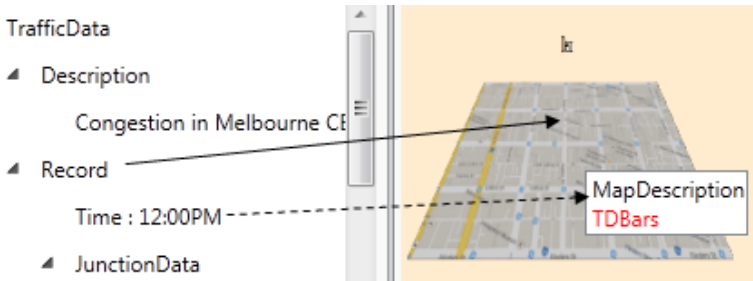 TrafficData
Description
Congestion in Melbourne CE
Record
Time : 12:00PM
JunctionData
MapDescription
TDBars